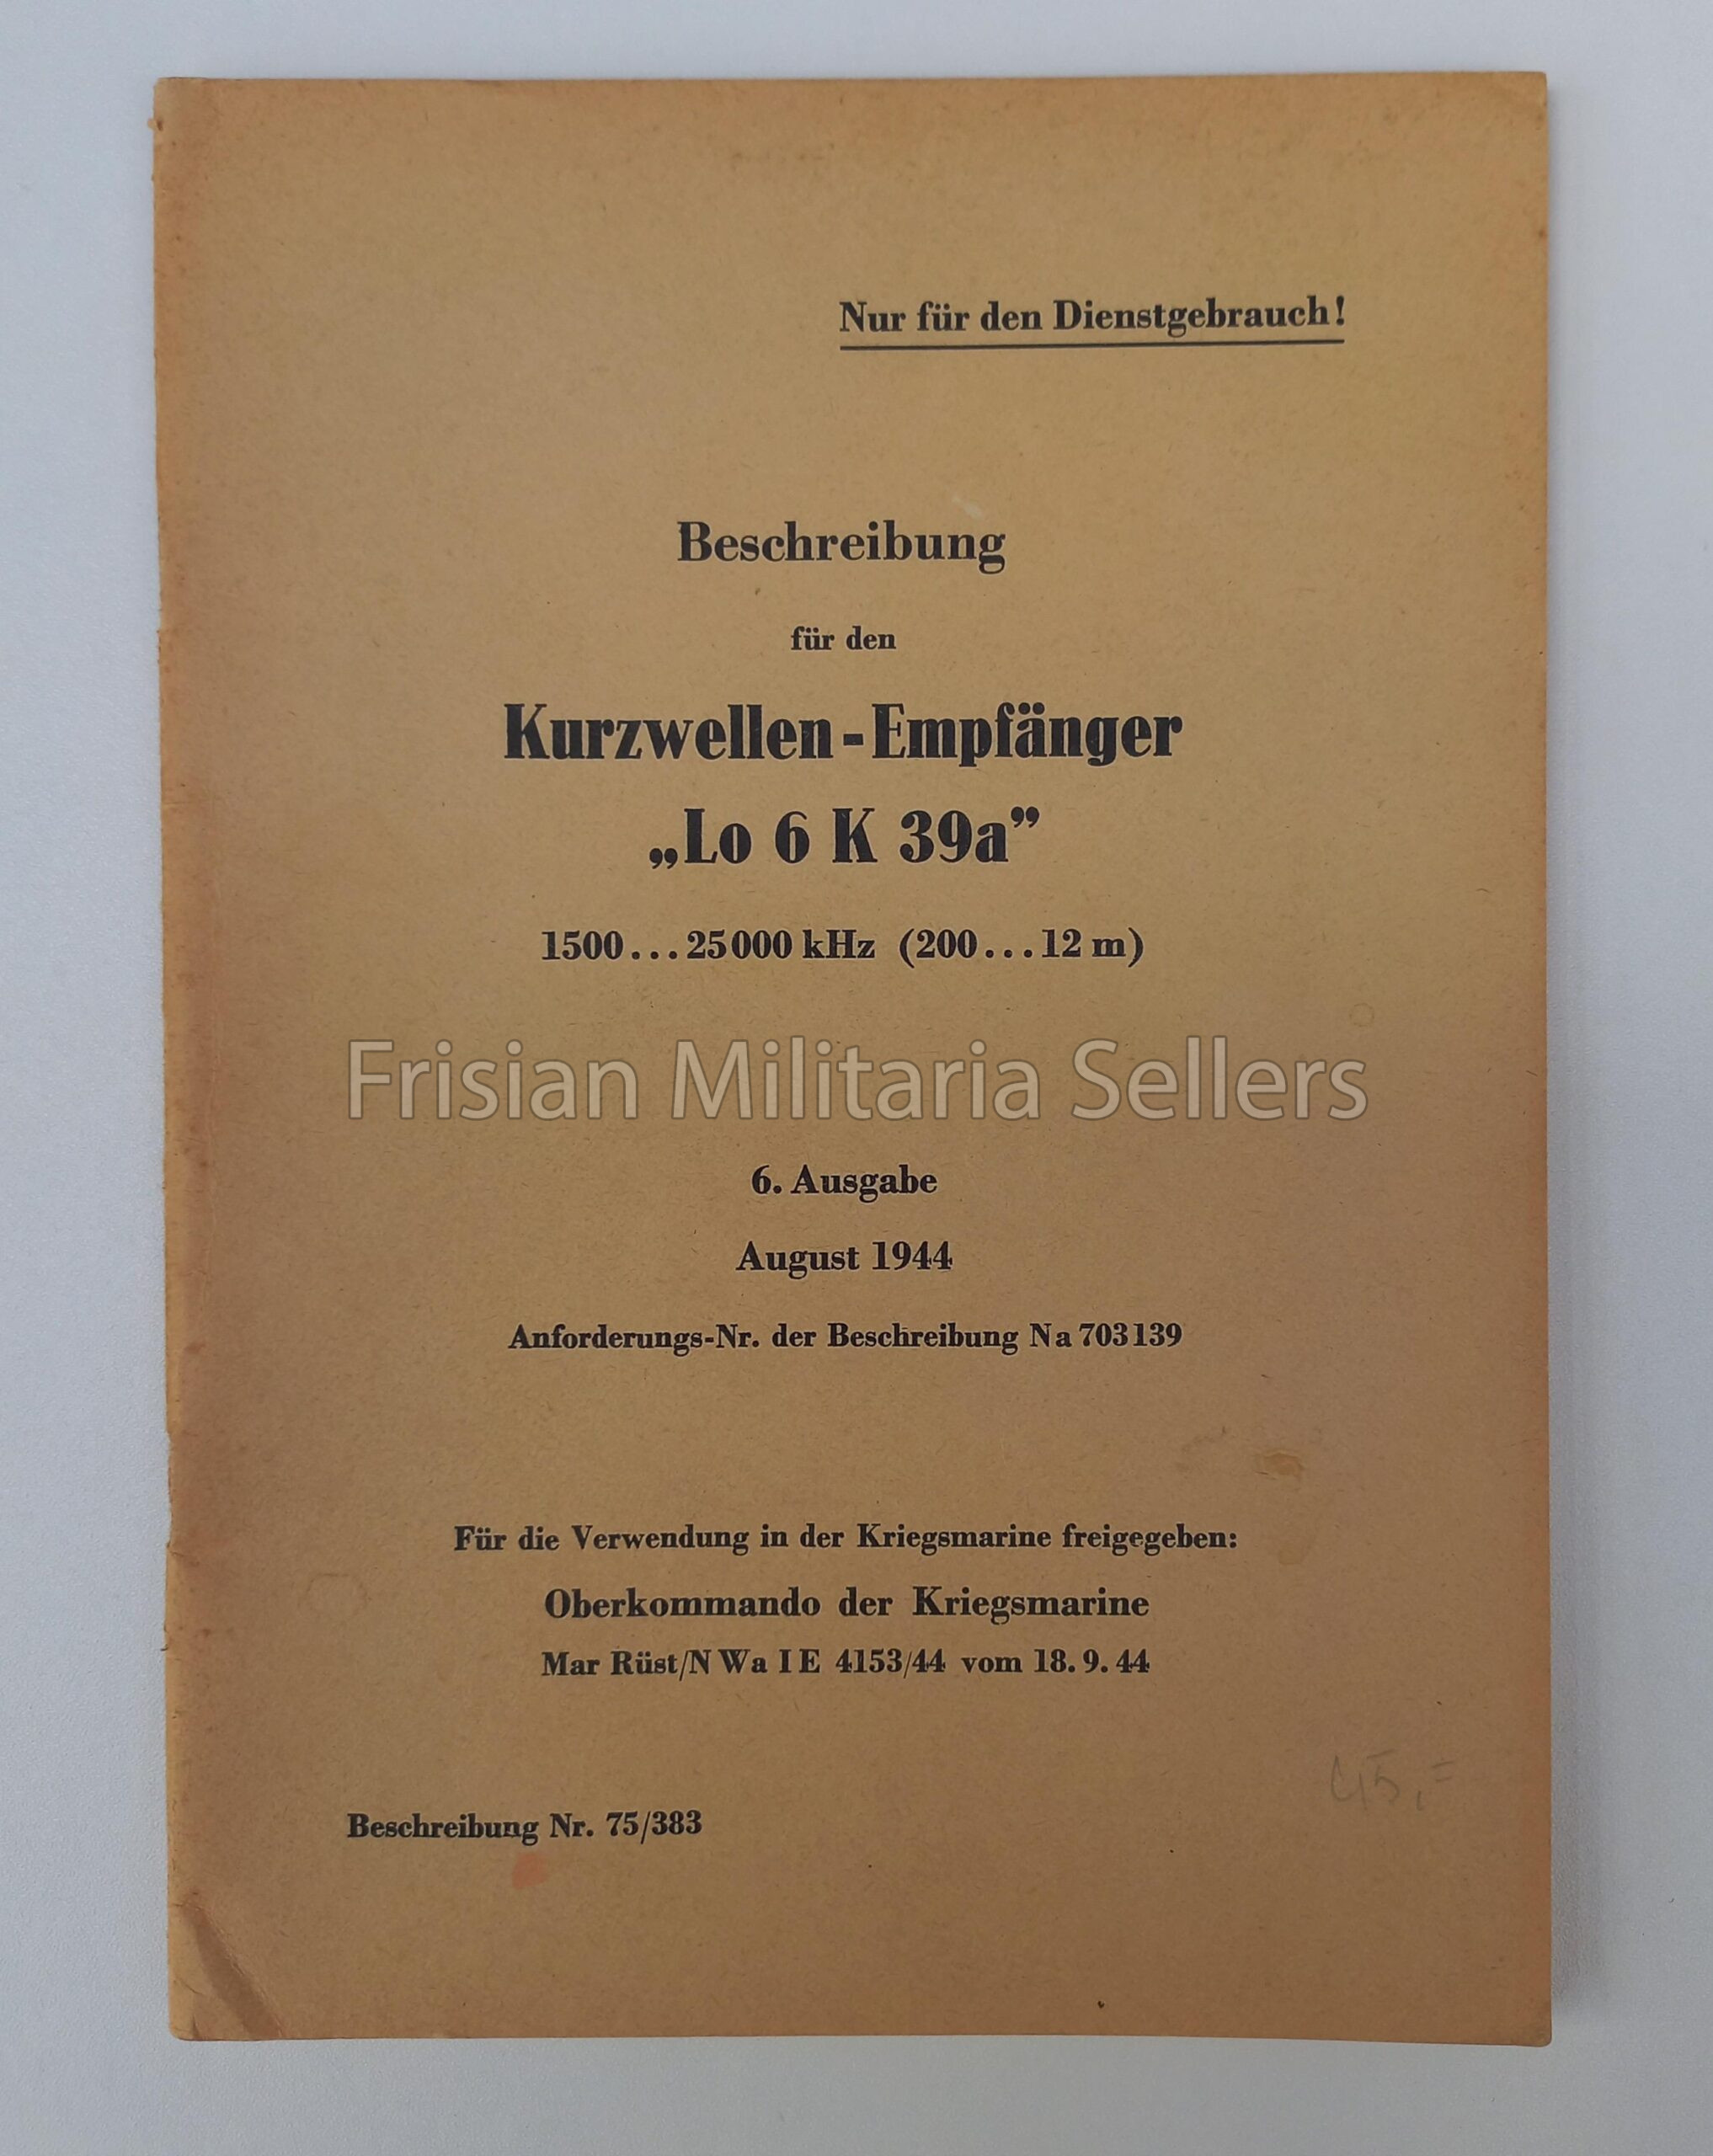 Nur für den Dienstgebrauch!
Beschreibung
für den
Kurzwellen-Empfänger
„Lo 6 K 39a”
1500...25000 kHz (200...12 m)
Frisian Militaria Sellers
6. Ausgabe
August 1944
Anforderungs-Nr. der Beschreibung Na 703139
Für die Verwendung in der Kriegsmarine freigegeben:
Oberkommando der Kriegsmarine
Mar Rüst/N Wa I E 4153/44 vom 18. 9. 44
Beschreibung Nr. 75/383